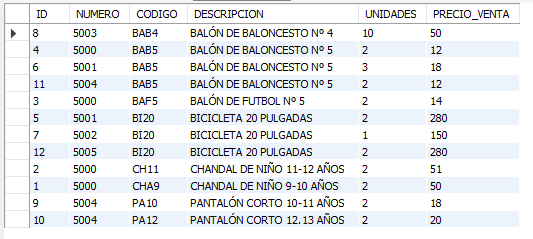 ID NUMERO CODIGO DESCRIPCION UNIDADES PRECIO_VENTA
8 5003 BAB4 BALÓN DE BALONCESTO Nº 4 10 50
4 5000 BAB5 BALÓN DE BALONCESTO Nº 5 2 12
6 5001 BAB5 BALÓN DE BALONCESTO Nº 5 3 18
11 5004 BAB5 BALÓN DE BALONCESTO Nº 5 2 12
3 5000 BAF5 BALÓN DE FUTBOL Nº 5 2 14
5 5001 BI20 BICICLETA 20 PULGADAS 2 280
7 5002 BI20 BICICLETA 20 PULGADAS 1 150
12 5005 BI20 BICICLETA 20 PULGADAS 2 280
2 5000 CH11 CHANDAL DE NIÑO 11-12 AÑOS 2 51
1 5000 CHA9 CHANDAL DE NIÑO 9-10 AÑOS 2 50
9 5004 PA10 PANTALÓN CORTO 10-11 AÑOS 2 18
10 5004 PA12 PANTALÓN CORTO 12.13 AÑOS 2 20